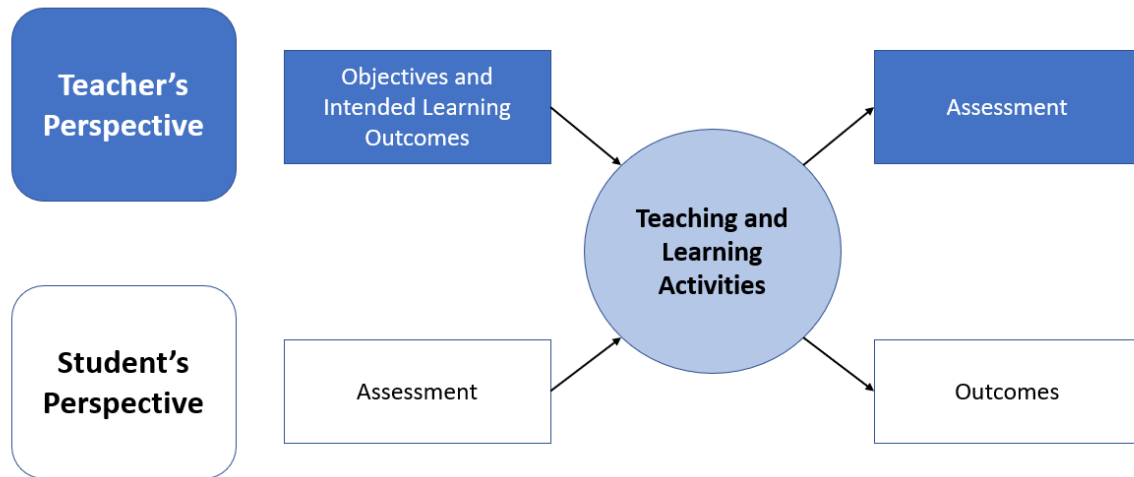 Teacher's
Perspective
Objectives and
Intended Learning
Outcomes
Assessment
Teaching and
Learning
Activities
Student's
Perspective
Assessment
Outcomes